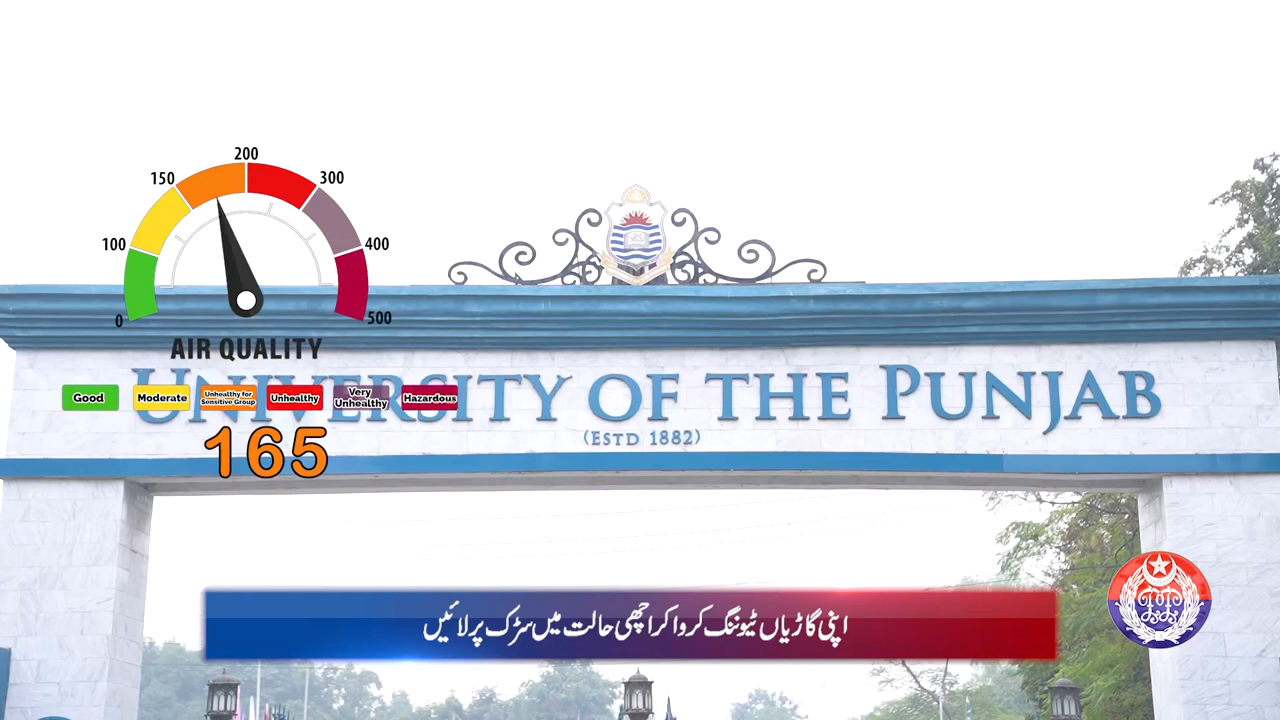 200
150
300
100
400
0
500
AIR QUALITY
Good
Moderate
Unhealthy for
Sensitive Group
Unhealthy
Very
Unhealthy
Hazardous
165
UNIVERSITY OF THE PUNJAB
(ESTD 1882)
اپنی گاڑیاں ٹیوننگ کروا کر اچھی حالت میں سڑک پر لائیں